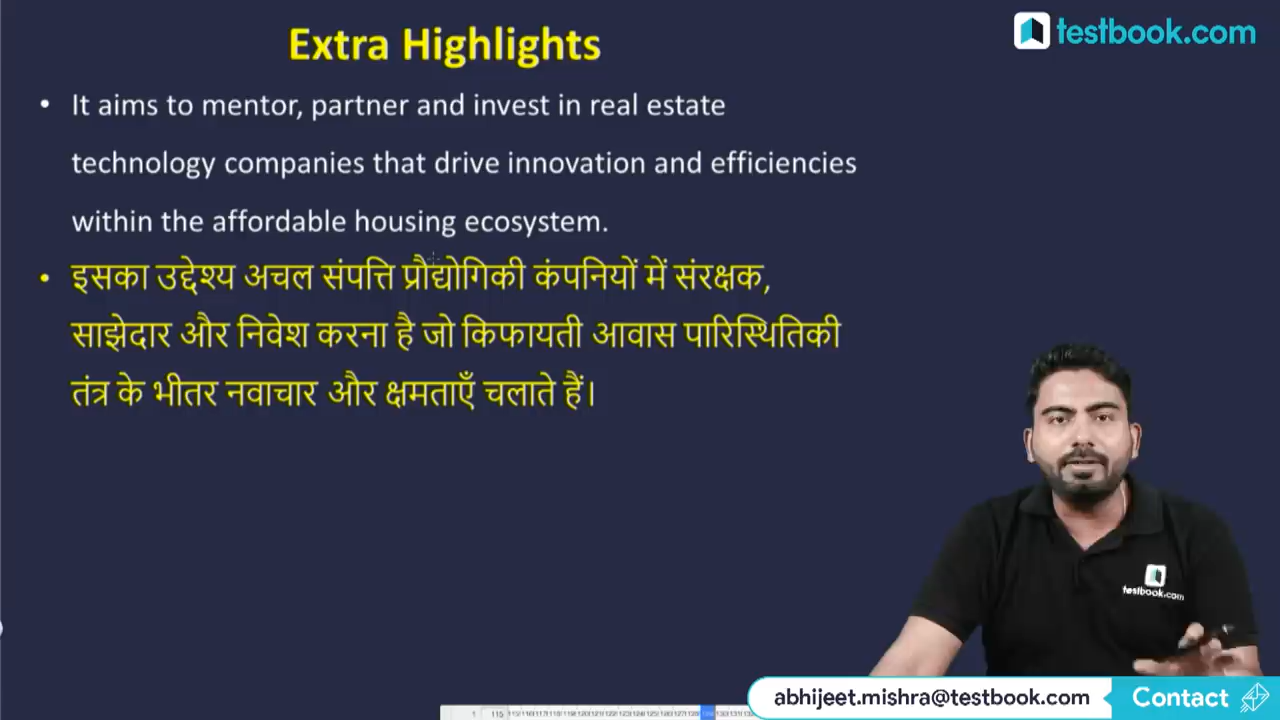 Extra Highlights
testbook.com
• It aims to mentor, partner and invest in real estate
technology companies that drive innovation and efficiencies
within the affordable housing ecosystem.
• इसका उद्देश्य अचल संपत्ति प्रौद्योगिकी कंपनियों में संरक्षक,
साझेदार और निवेश करना है जो किफायती आवास पारिस्थितिकी
तंत्र के भीतर नवाचार और क्षमताएँ चलाते हैं।
testbook.com
abhijeet.mishra@testbook.com Contact
1 115